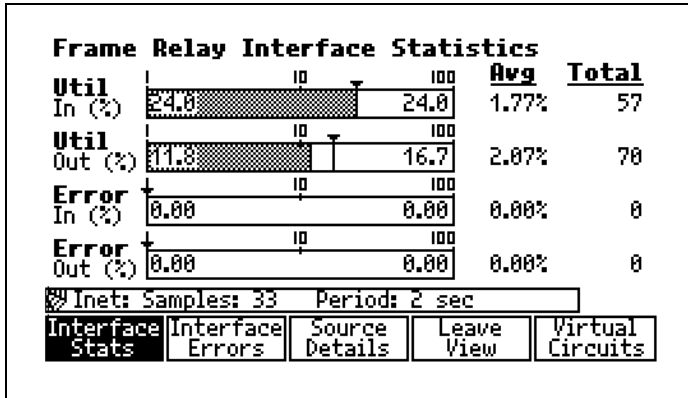 Frame Relay Interface Statistics
Avg Total
1 10 100
Util
In (%) 24.0 24.0 1.77% 57
1 10 100
Util
Out (%) 11.8 16.7 2.07% 70
10 100
Error
In (%) 0.00 0.00 0.00% 0
10 100
Error
Out (%) 0.00 0.00 0.00% 0
Inet: Samples: 33 Period: 2 sec
Interface Stats
Interface Errors
Source Details
Leave View
Virtual Circuits